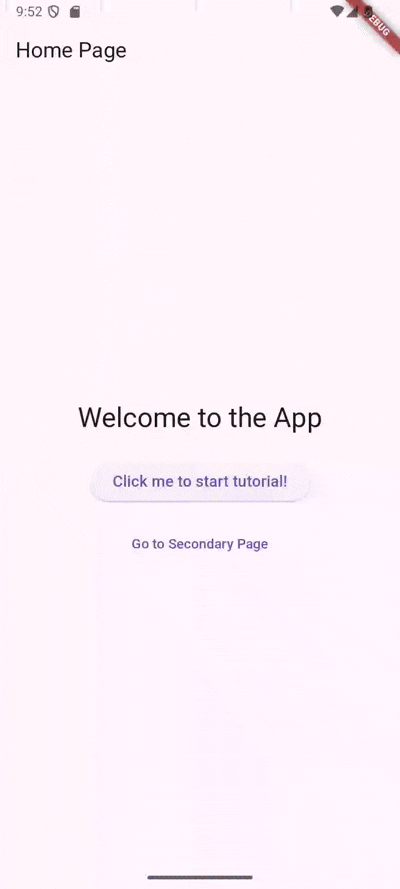 9:52
DEBUG
Home Page
Welcome to the App
Click me to start tutorial!
Go to Secondary Page